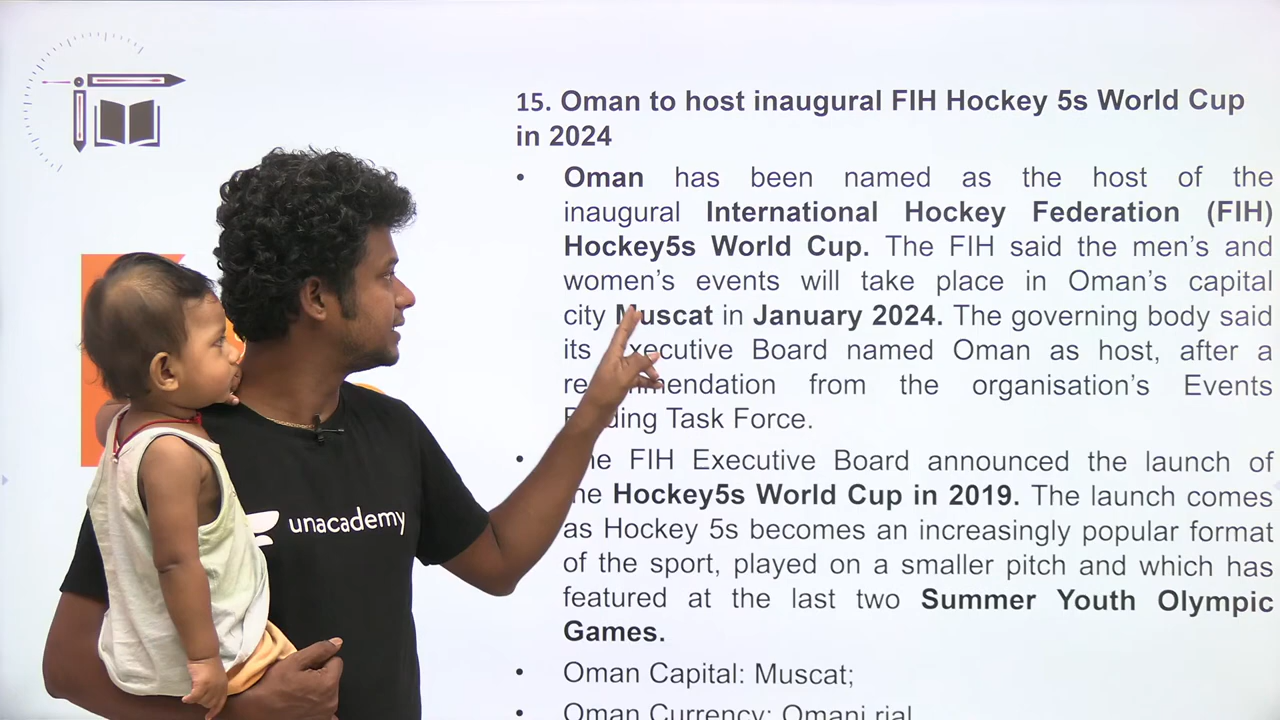 15. Oman to host inaugural FIH Hockey 5s World Cup
in 2024
• Oman has been named as the host of the
inaugural International Hockey Federation (FIH)
Hockey5s World Cup. The FIH said the men’s and
women’s events will take place in Oman’s capital
city Muscat in January 2024. The governing body said
its Executive Board named Oman as host, after a
recommendation from the organisation’s Events
Bidding Task Force.
• The FIH Executive Board announced the launch of
the Hockey5s World Cup in 2019. The launch comes
as Hockey 5s becomes an increasingly popular format
of the sport, played on a smaller pitch and which has
featured at the last two Summer Youth Olympic
Games.
• Oman Capital: Muscat;
• Oman Currency: Omani rial
unacademy